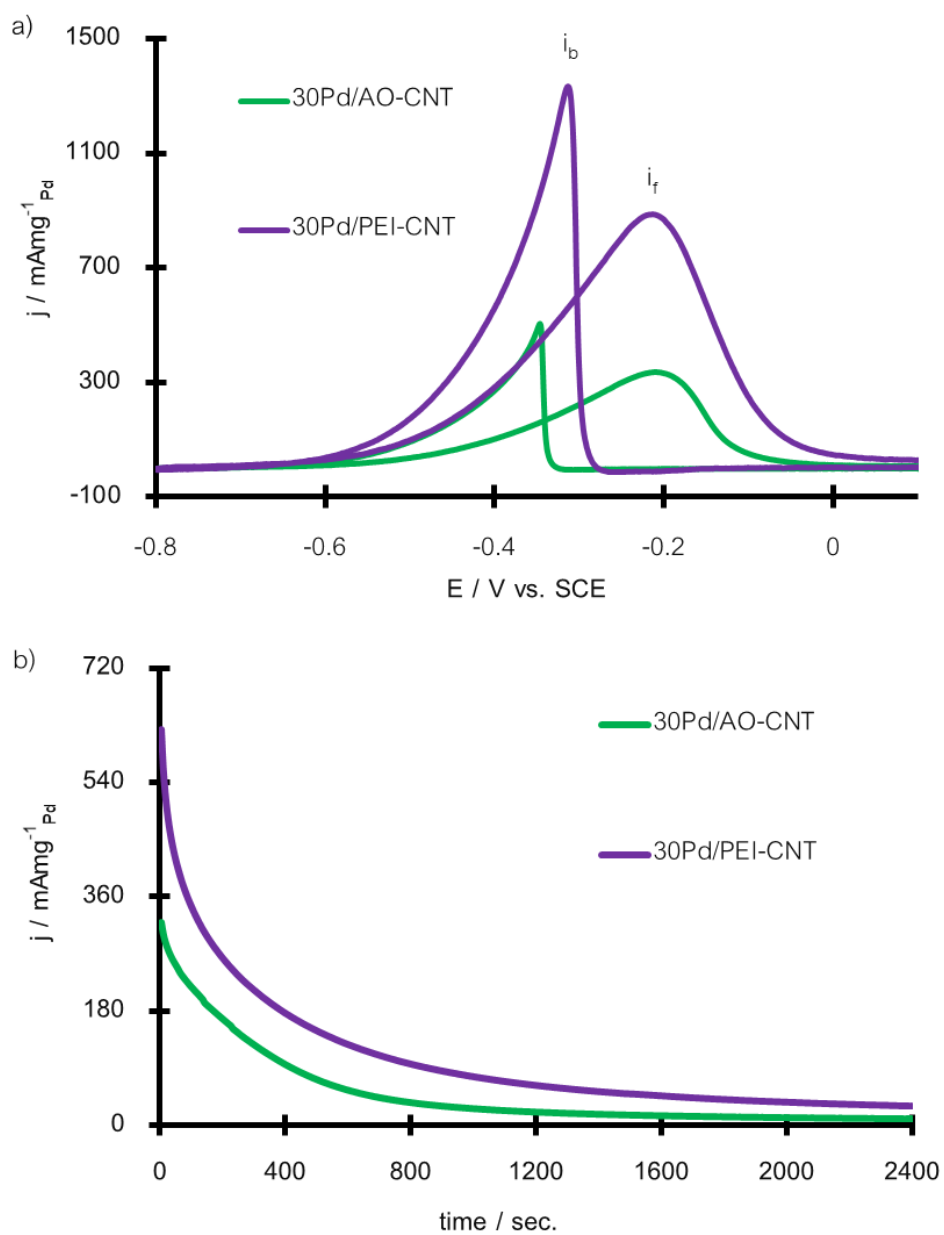 a)
1500
1100
700
300
-100
j / mAmg⁻¹Pd
i_b
i_f
30Pd/AO-CNT
30Pd/PEI-CNT
-0.8 -0.6 -0.4 -0.2 0
E / V vs. SCE
b)
720
540
360
180
0
j / mAmg⁻¹Pd
30Pd/AO-CNT
30Pd/PEI-CNT
0 400 800 1200 1600 2000 2400
time / sec.